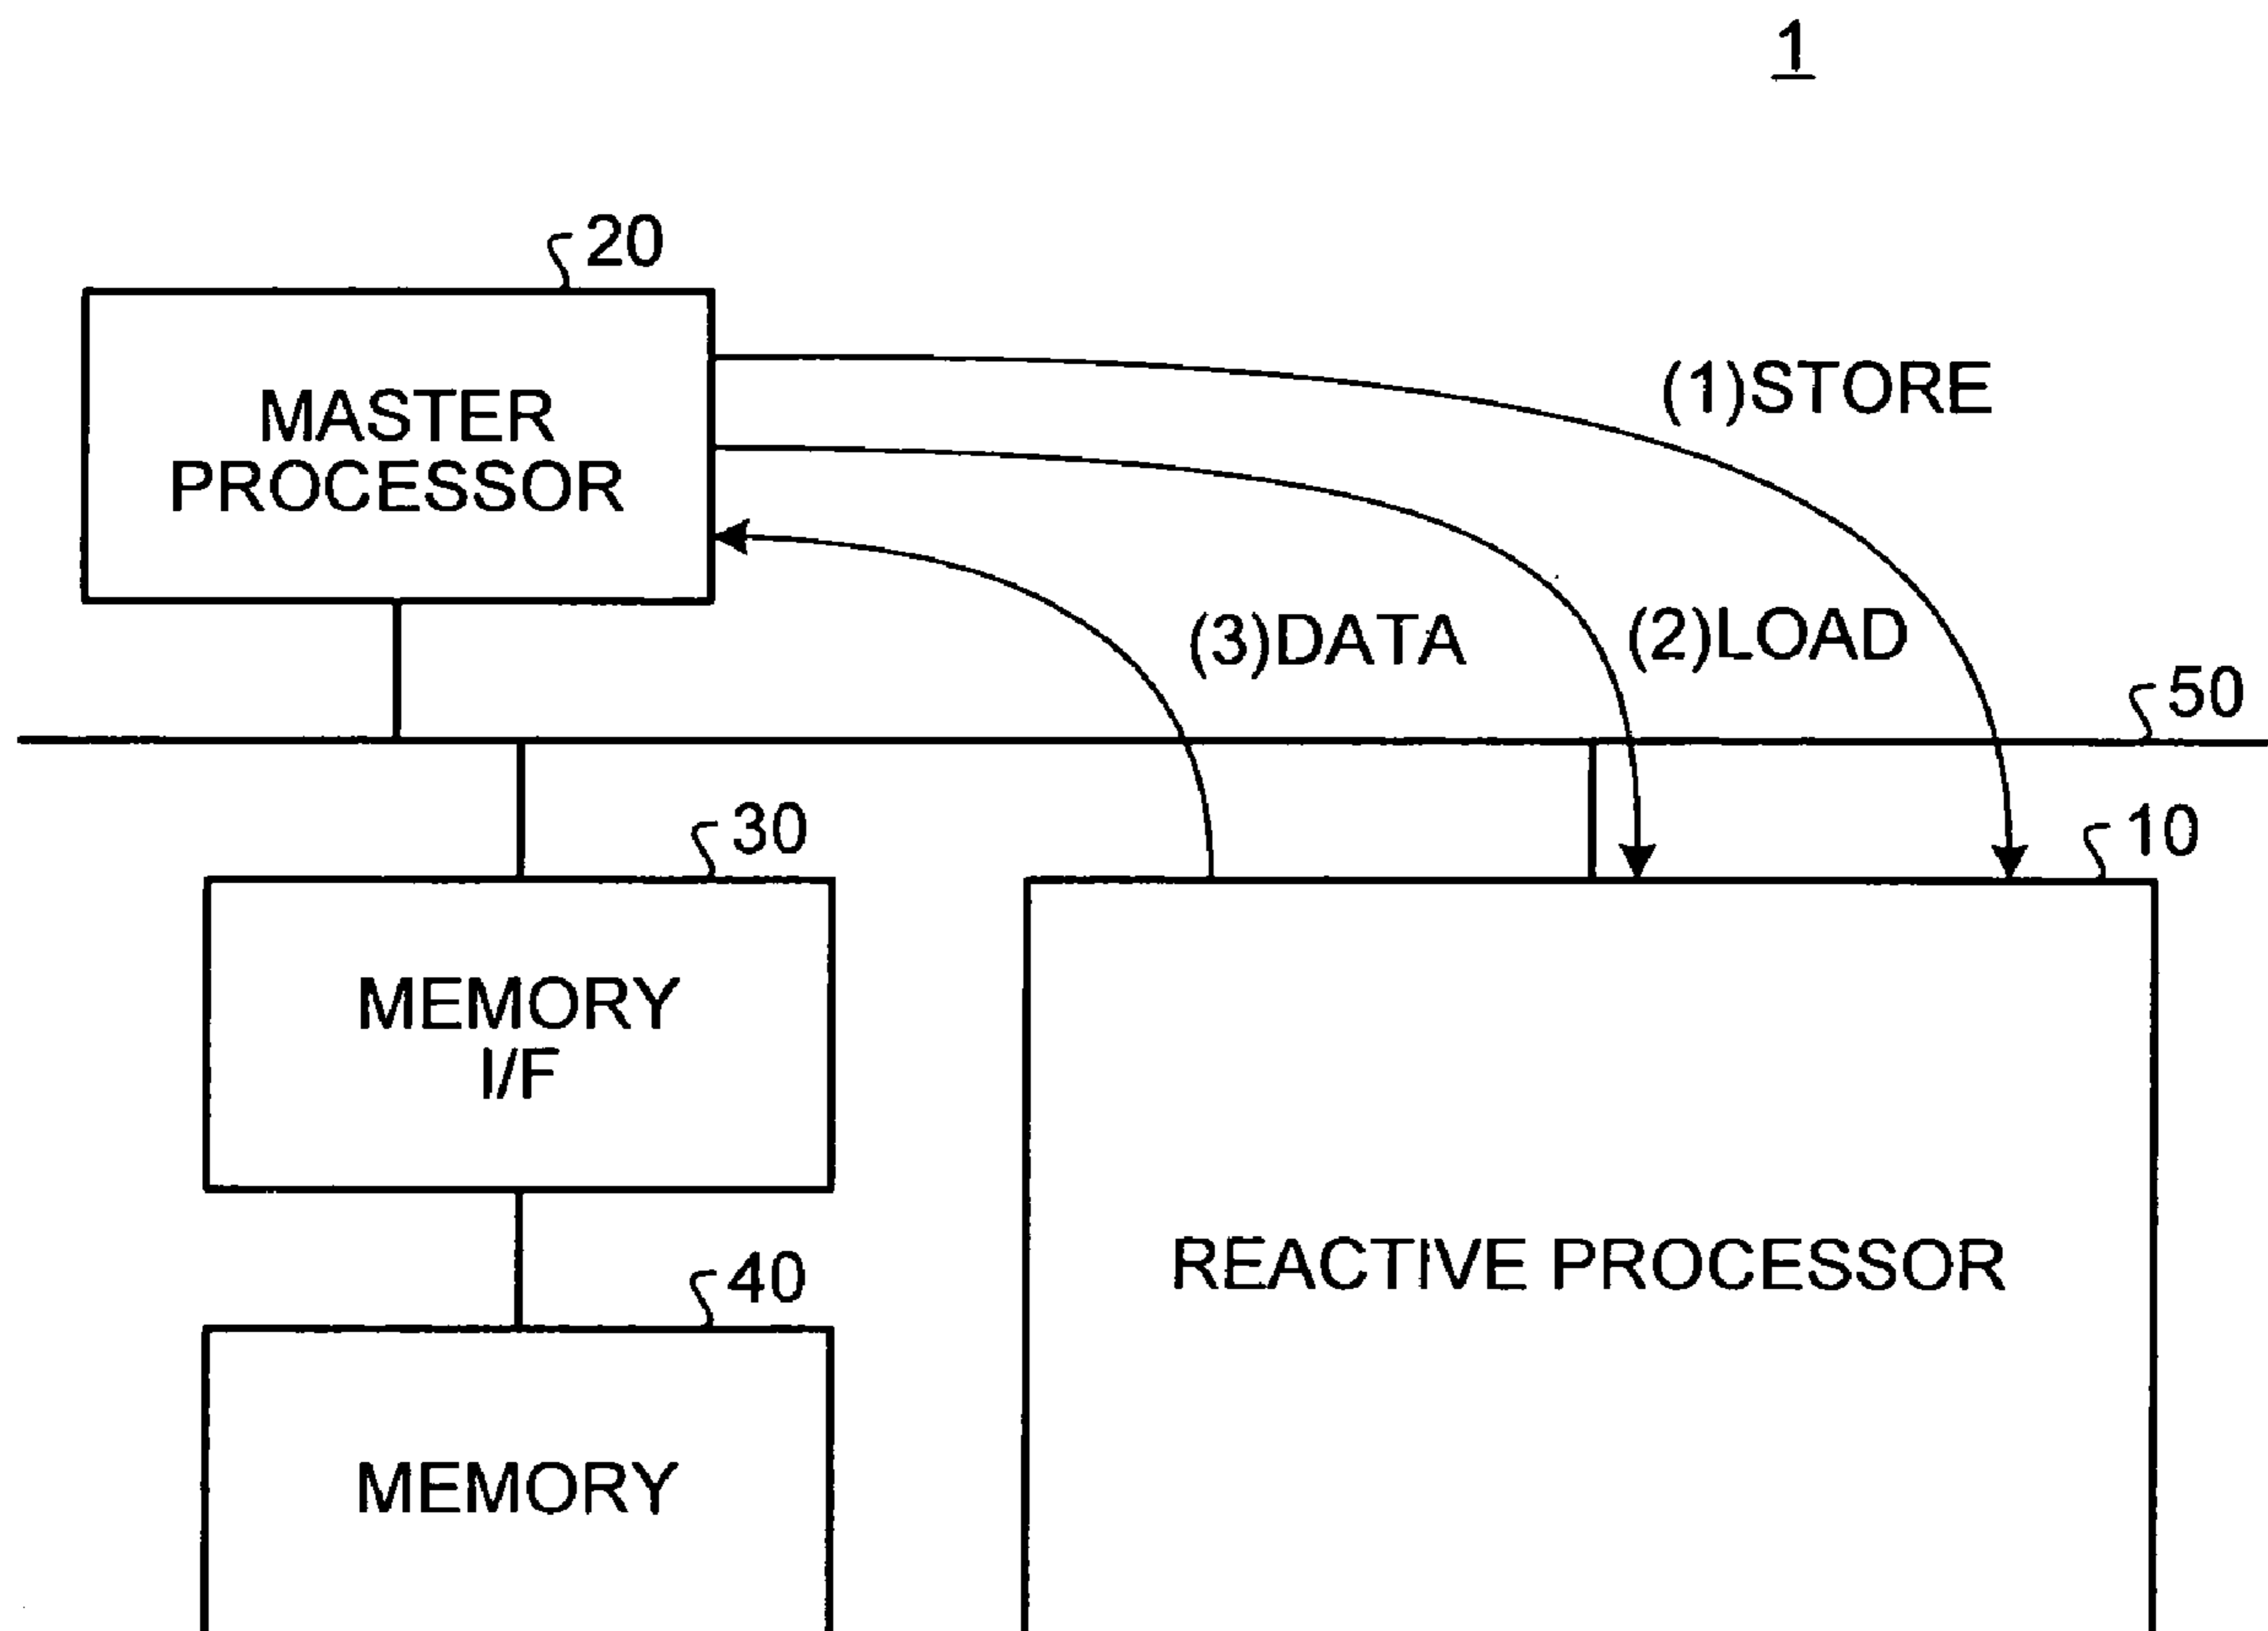 1
20
MASTER
PROCESSOR
(1)STORE
(3)DATA
(2)LOAD
50
30
10
MEMORY
I/F
REACTIVE PROCESSOR
40
MEMORY